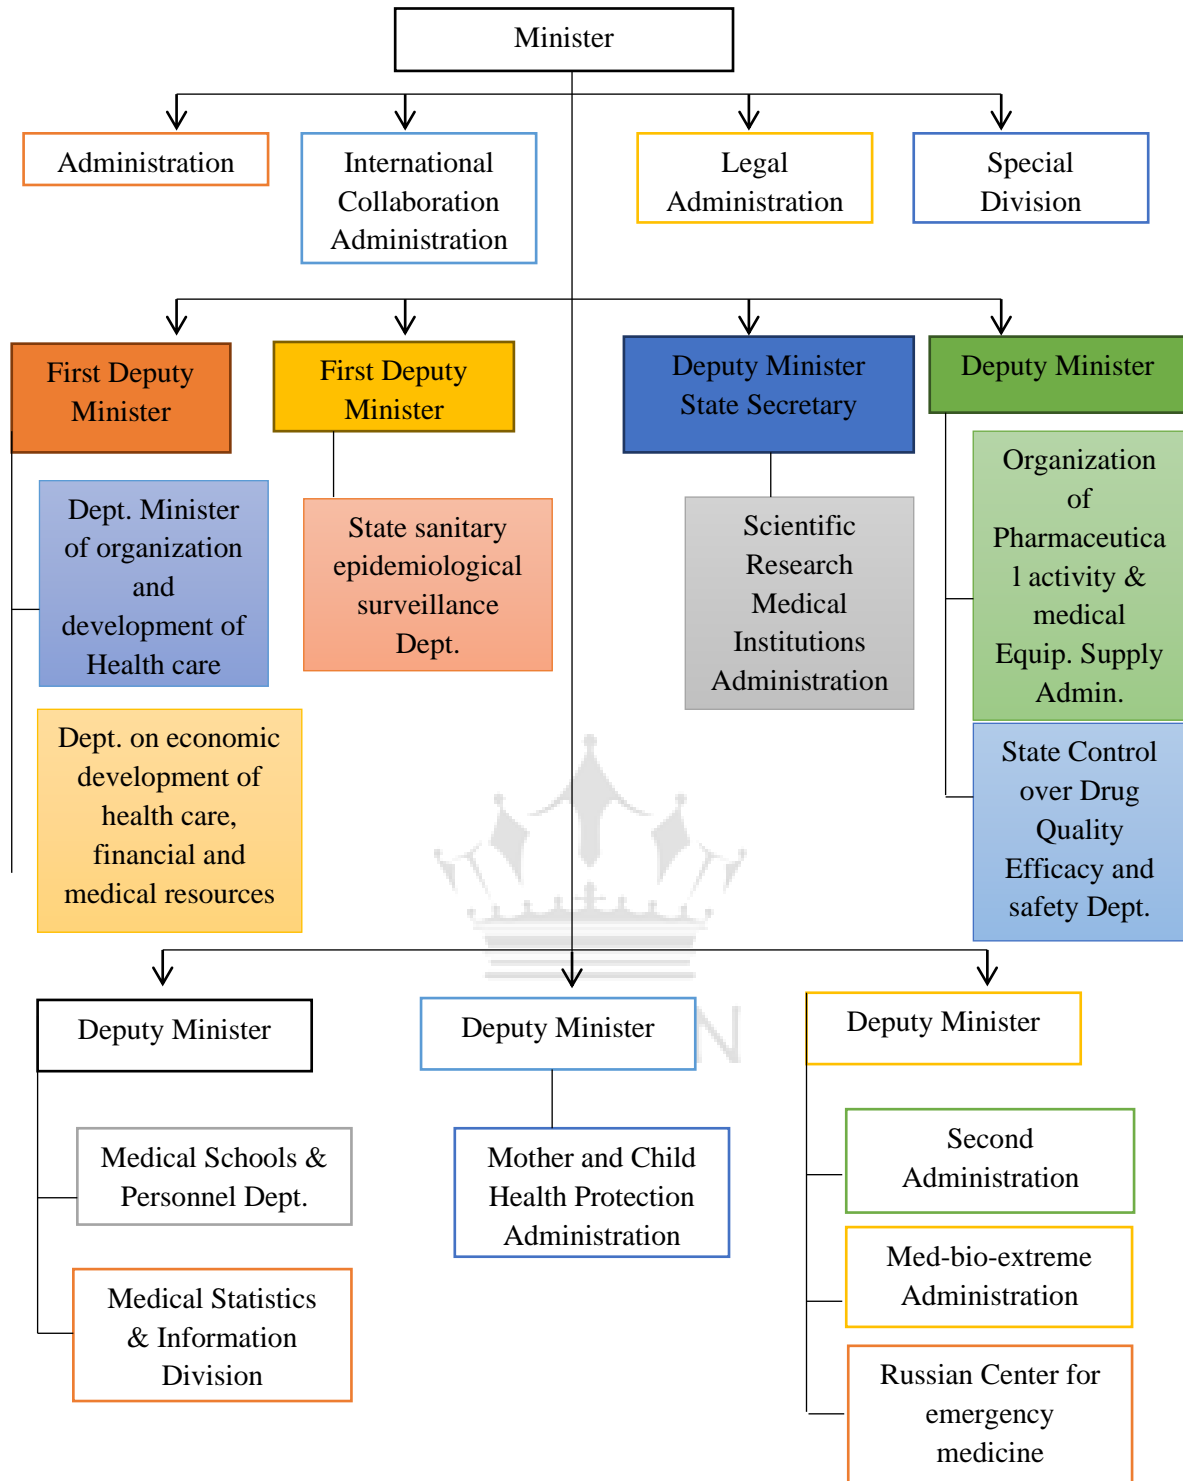 Minister
Administration
International
Collaboration
Administration
Legal
Administration
Special
Division
First Deputy
Minister
First Deputy
Minister
Deputy Minister
State Secretary
Deputy Minister
Dept. Minister
of organization
and
development of
Health care
State sanitary
epidemiological
surveillance
Dept.
Scientific
Research
Medical
Institutions
Administration
Organization
of
Pharmaceutica
l activity &
medical
Equip. Supply
Admin.
Dept. on economic
development of
health care,
financial and
medical resources
State Control
over Drug
Quality
Efficacy and
safety Dept.
Deputy Minister
Deputy Minister
Deputy Minister
Medical Schools &
Personnel Dept.
Medical Statistics
& Information
Division
Mother and Child
Health Protection
Administration
Second
Administration
Med-bio-extreme
Administration
Russian Center for
emergency
medicine